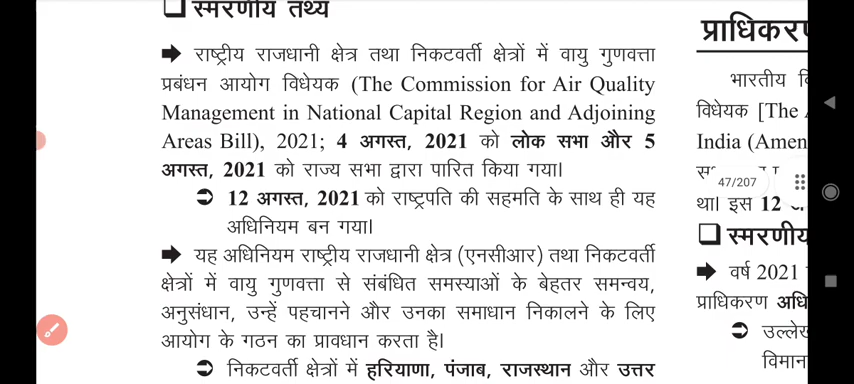 ❑ स्मरणीय तथ्य
➡ राष्ट्रीय राजधानी क्षेत्र तथा निकटवर्ती क्षेत्रों में वायु गुणवत्ता
प्रबंधन आयोग विधेयक (The Commission for Air Quality
Management in National Capital Region and Adjoining
Areas Bill), 2021; 4 अगस्त, 2021 को लोक सभा और 5
अगस्त, 2021 को राज्य सभा द्वारा पारित किया गया।
➲ 12 अगस्त, 2021 को राष्ट्रपति की सहमति के साथ ही यह
अधिनियम बन गया।
➡ यह अधिनियम राष्ट्रीय राजधानी क्षेत्र (एनसीआर) तथा निकटवर्ती
क्षेत्रों में वायु गुणवत्ता से संबंधित समस्याओं के बेहतर समन्वय,
अनुसंधान, उन्हें पहचानने और उनका समाधान निकालने के लिए
आयोग के गठन का प्रावधान करता है।
➲ निकटवर्ती क्षेत्रों में हरियाणा, पंजाब, राजस्थान और उत्तर
प्राधिकरण
भारतीय
विधेयक [The
India (Amen
47/207
था। इस 12
❑ स्मरणीय
➡ वर्ष 2021
प्राधिकरण अधि
➲ उल्लेख
विमान